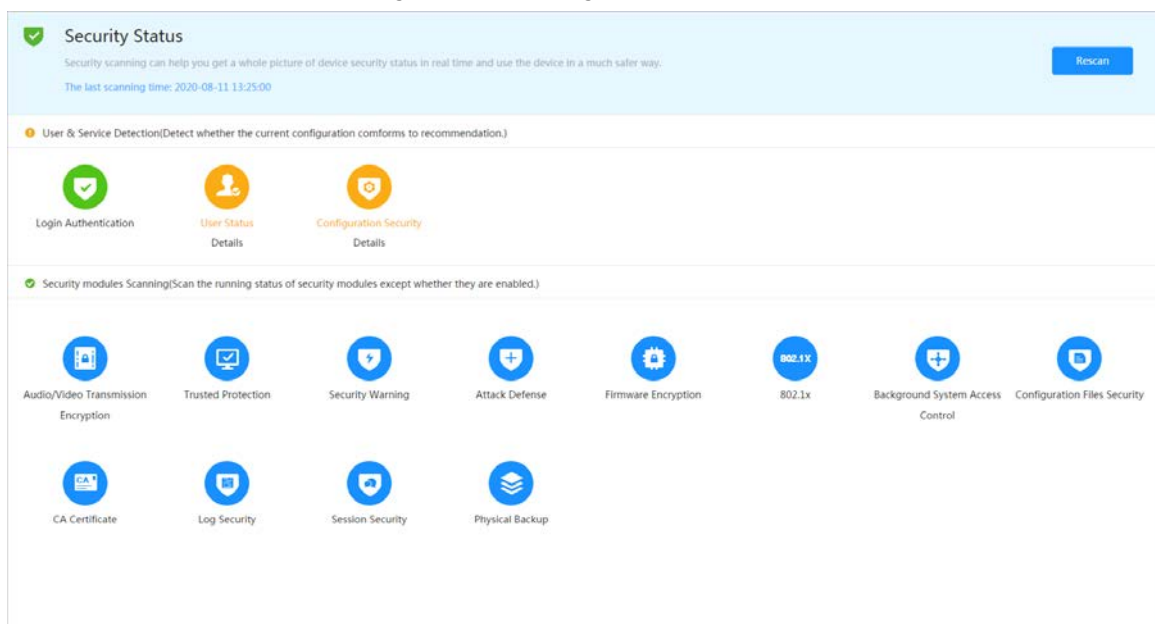 Security Status
Security scanning can help you get a whole picture of device security status in real time and use the device in a much safer way.
Rescan
The last scanning time: 2020-08-11 13:25:00
User & Service Detection(Detect whether the current configuration comforms to recommendation.)
Login Authentication
User Status
Configuration Security
Details
Details
Security modules Scanning(Scan the running status of security modules except whether they are enabled.)
802.1X
Audio/Video Transmission
Encryption
Trusted Protection
Security Warning
Attack Defense
Firmware Encryption
802.1x
Background System Access
Control
Configuration Files Security
CA
CA Certificate
Log Security
Session Security
Physical Backup